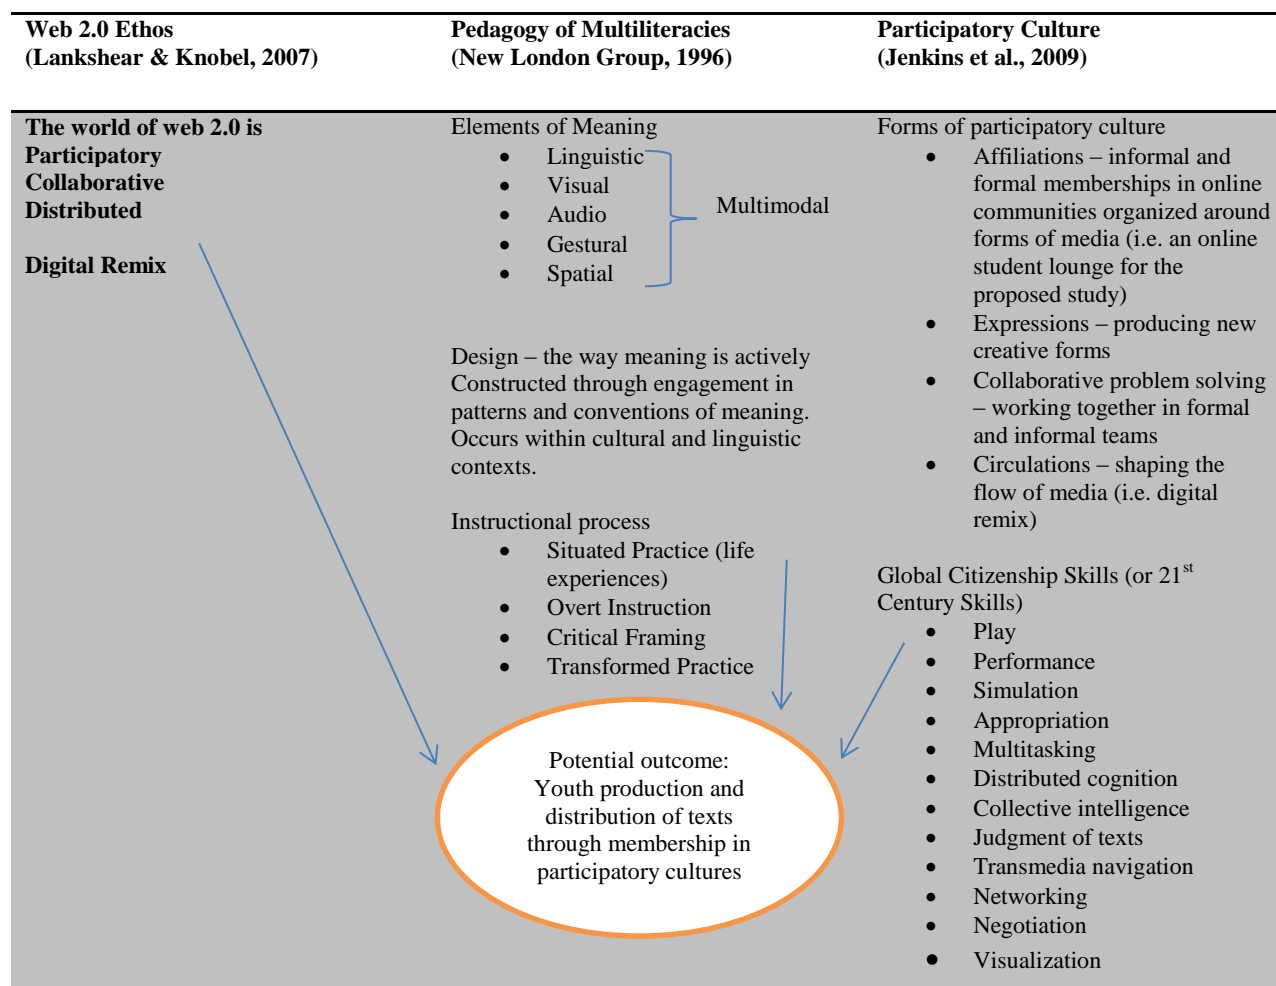 Web 2.0 Ethos
(Lankshear & Knobel, 2007)
Pedagogy of Multiliteracies
(New London Group, 1996)
Participatory Culture
(Jenkins et al., 2009)
The world of web 2.0 is
Participatory
Collaborative
Distributed
Digital Remix
Elements of Meaning
• Linguistic
• Visual
• Audio
• Gestural
• Spatial
Multimodal
Design – the way meaning is actively
Constructed through engagement in
patterns and conventions of meaning.
Occurs within cultural and linguistic
contexts.
Instructional process
• Situated Practice (life
experiences)
• Overt Instruction
• Critical Framing
• Transformed Practice
Potential outcome:
Youth production and
distribution of texts
through membership in
participatory cultures
Forms of participatory culture
• Affiliations – informal and
formal memberships in online
communities organized around
forms of media (i.e. an online
student lounge for the
proposed study)
• Expressions – producing new
creative forms
• Collaborative problem solving
– working together in formal
and informal teams
• Circulations – shaping the
flow of media (i.e. digital
remix)
Global Citizenship Skills (or 21st
Century Skills)
• Play
• Performance
• Simulation
• Appropriation
• Multitasking
• Distributed cognition
• Collective intelligence
• Judgment of texts
• Transmedia navigation
• Networking
• Negotiation
• Visualization